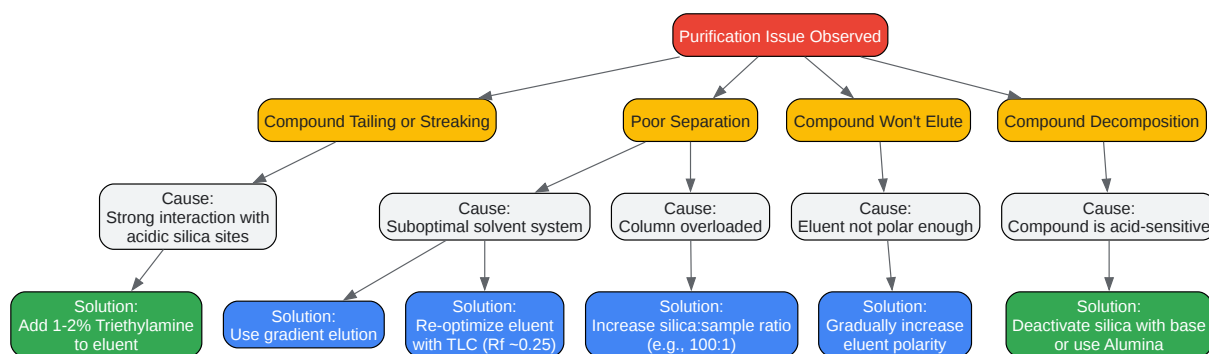 Purification Issue Observed
Compound Tailing or Streaking
Poor Separation
Compound Won't Elute
Compound Decomposition
Cause:
Strong interaction with
acidic silica sites
Cause:
Suboptimal solvent system
Cause:
Column overloaded
Cause:
Eluent not polar enough
Cause:
Compound is acid-sensitive
Solution:
Add 1-2% Triethylamine
to eluent
Solution:
Use gradient elution
Solution:
Re-optimize eluent
with TLC (Rf ~0.25)
Solution:
Increase silica:sample ratio
(e.g., 100:1)
Solution:
Gradually increase
eluent polarity
Solution:
Deactivate silica with base
or use Alumina